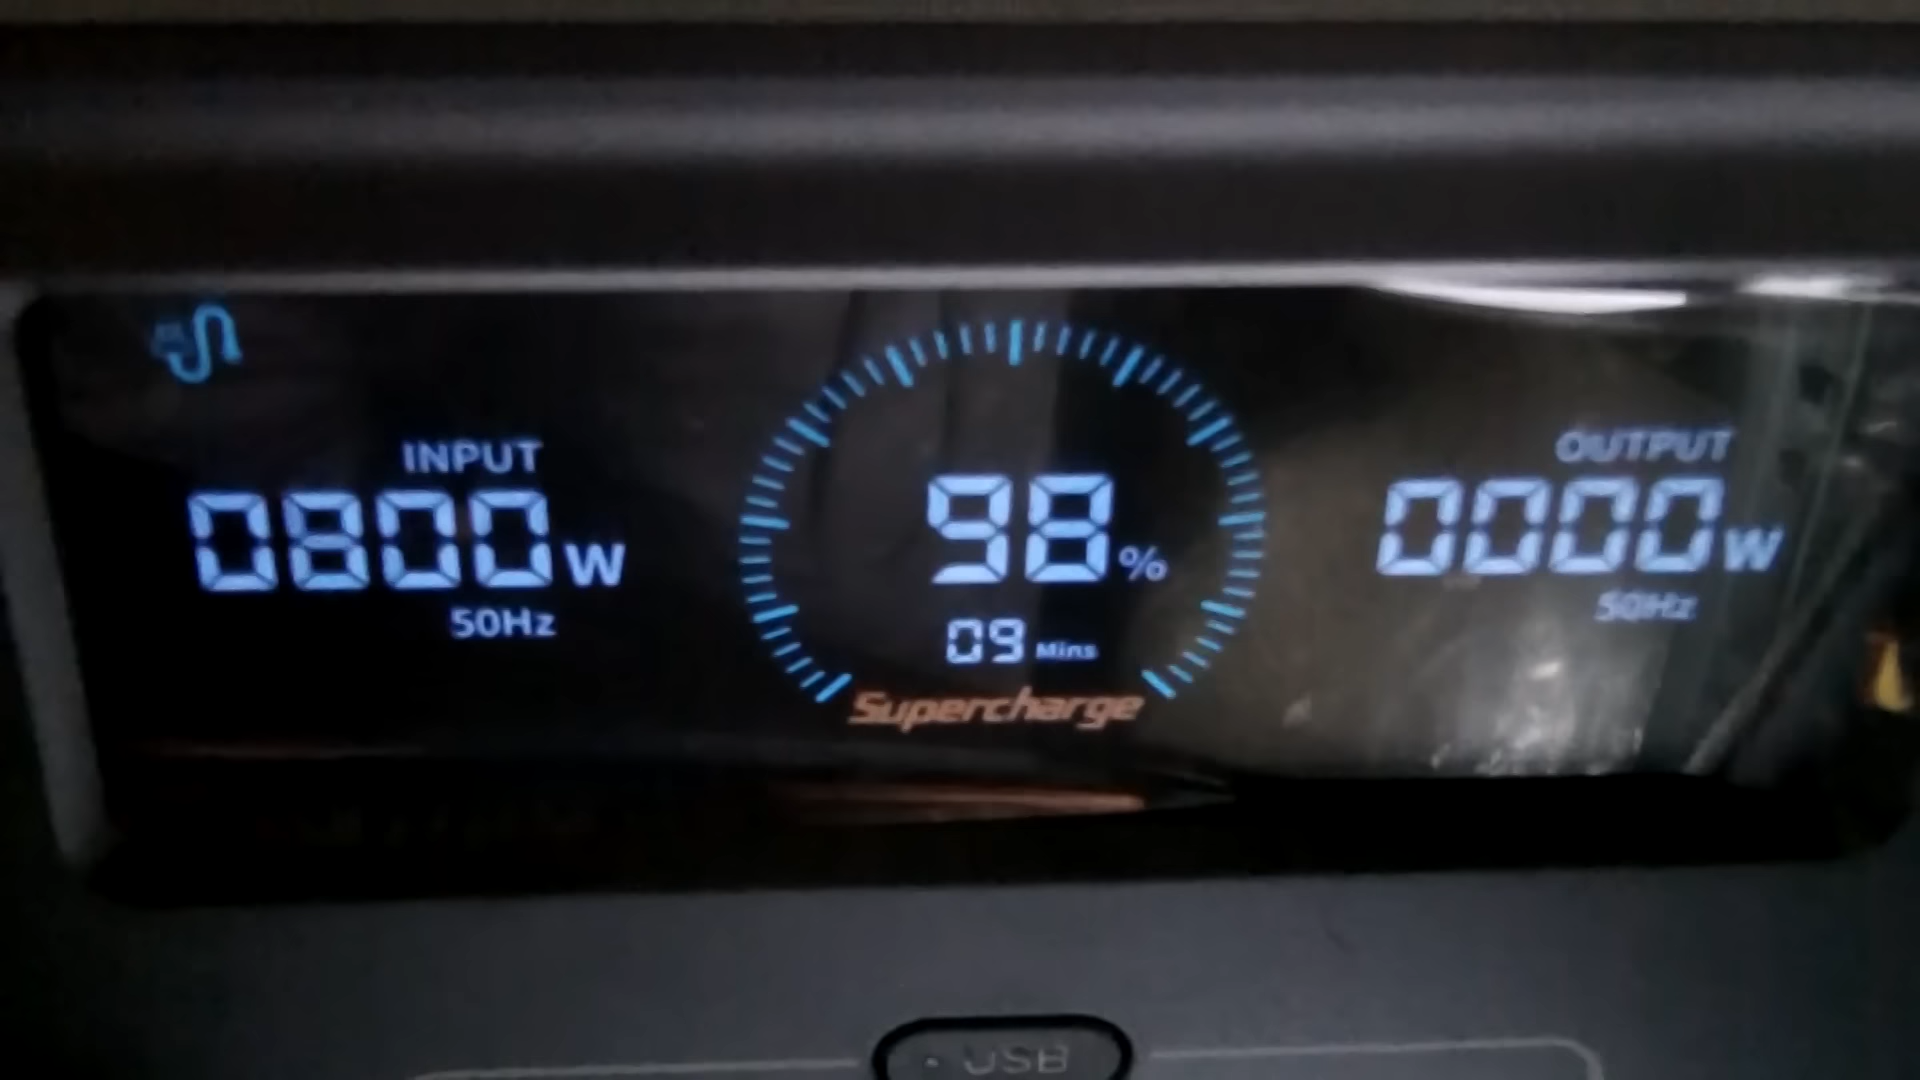 INPUT
0800W
50Hz
98%
09 Mins
Supercharge
OUTPUT
0000W
50Hz
USB